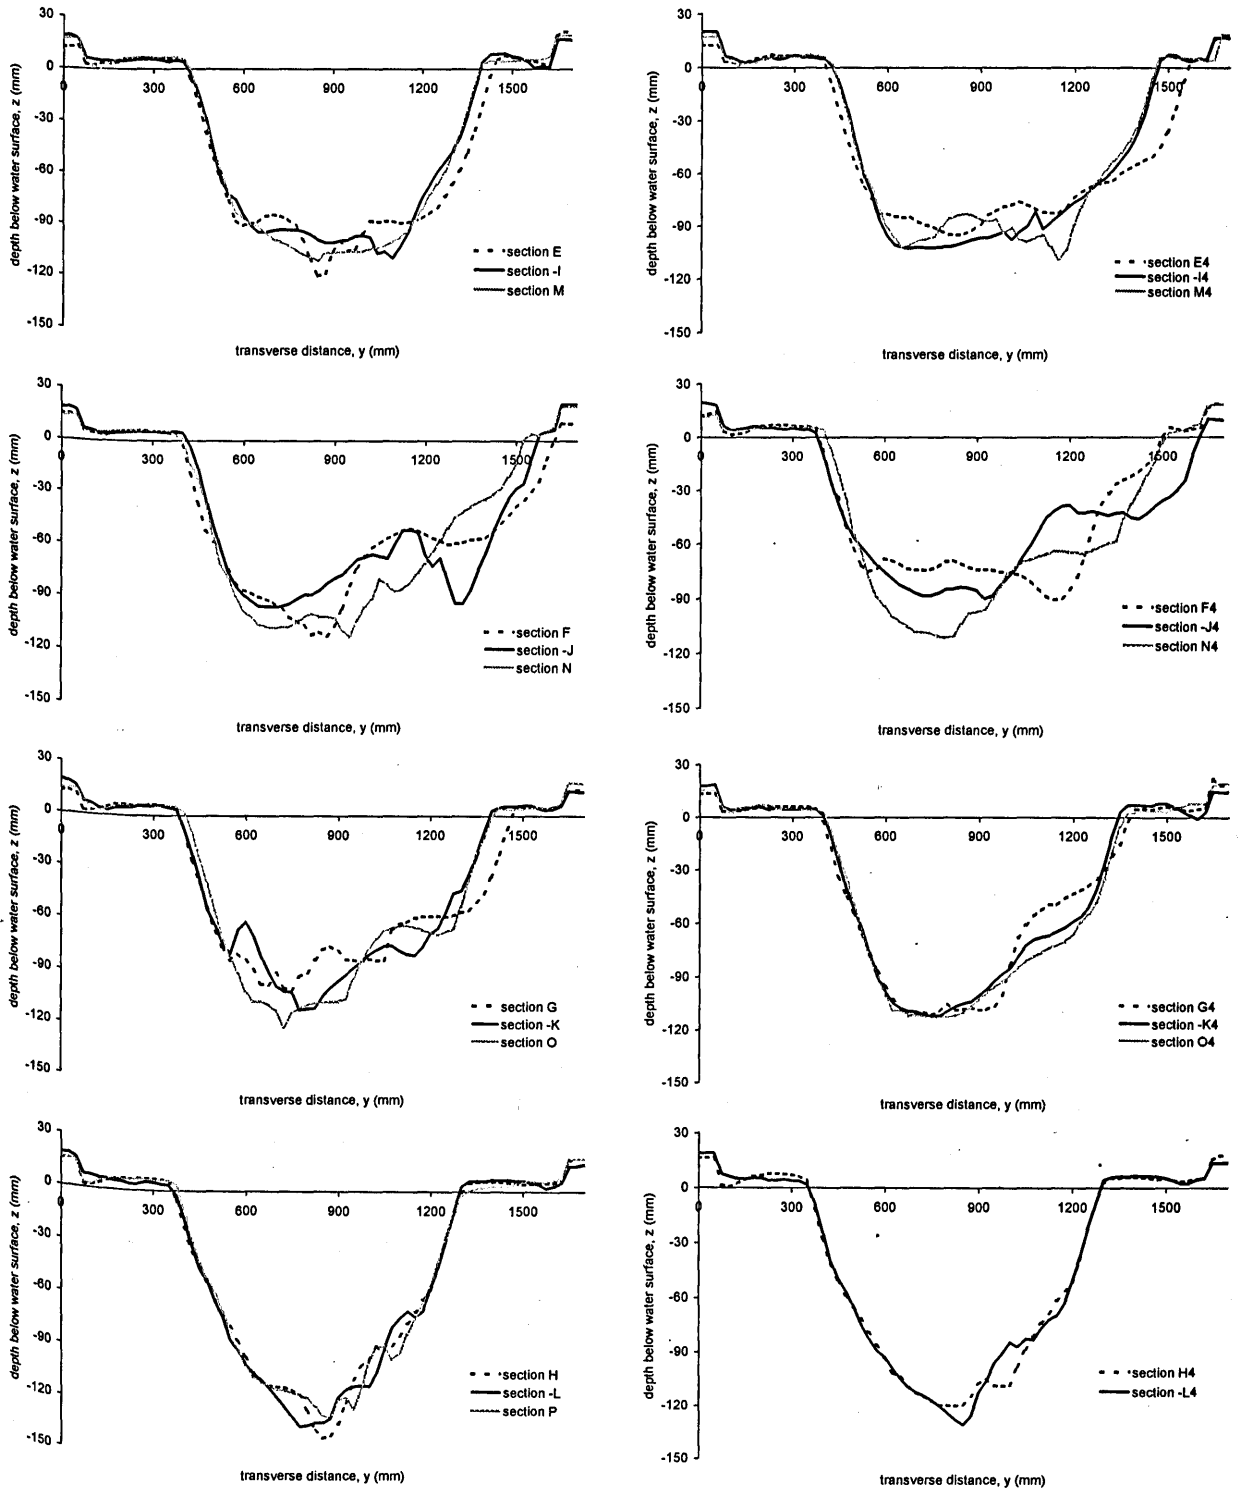 30
0
-30
-60
-90
-120
-150
0 300 600 900 1200 1500
depth below water surface, z (mm)
section E
section -I
section M
transverse distance, y (mm)
30
0
-30
-60
-90
-120
-150
0 300 600 900 1200 1500
depth below water surface, z (mm)
section E4
section -I4
section M4
transverse distance, y (mm)
30
0
-30
-60
-90
-120
-150
0 300 600 900 1200 1500
depth below water surface, z (mm)
section F
section -J
section N
transverse distance, y (mm)
30
0
-30
-60
-90
-120
-150
0 300 600 900 1200 1500
depth below water surface, z (mm)
section F4
section -J4
section N4
transverse distance, y (mm)
30
0
-30
-60
-90
-120
-150
0 300 600 900 1200 1500
depth below water surface, z (mm)
section G
section -K
section O
transverse distance, y (mm)
30
0
-30
-60
-90
-120
-150
0 300 600 900 1200 1500
depth below water surface, z (mm)
section G4
section -K4
section O4
transverse distance, y (mm)
30
0
-30
-60
-90
-120
-150
0 300 600 900 1200 1500
depth below water surface, z (mm)
section H
section -L
section P
transverse distance, y (mm)
30
0
-30
-60
-90
-120
-150
0 300 600 900 1200 1500
depth below water surface, z (mm)
section H4
section -L4
transverse distance, y (mm)